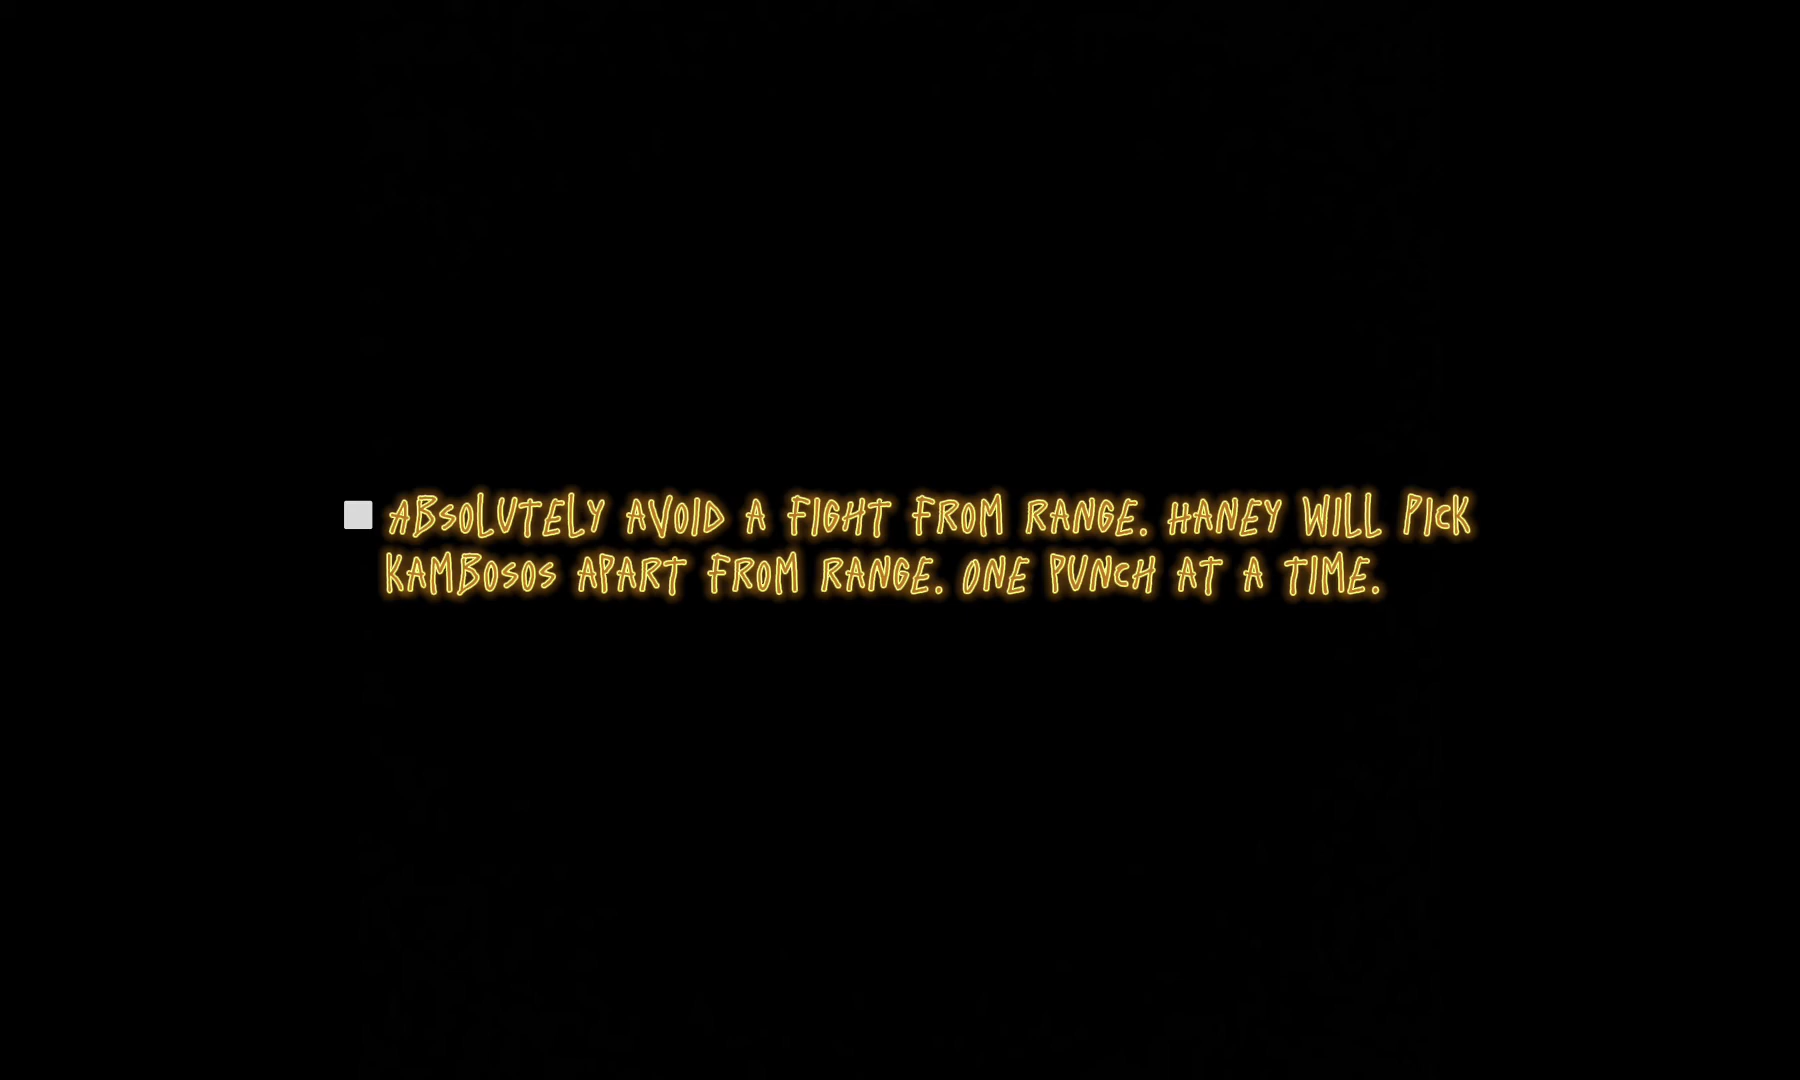 ABSOLUTELY AVOID A FIGHT FROM RANGE. HANEY WILL PICK
KAMBOSOS APART FROM RANGE. ONE PUNCH AT A TIME.